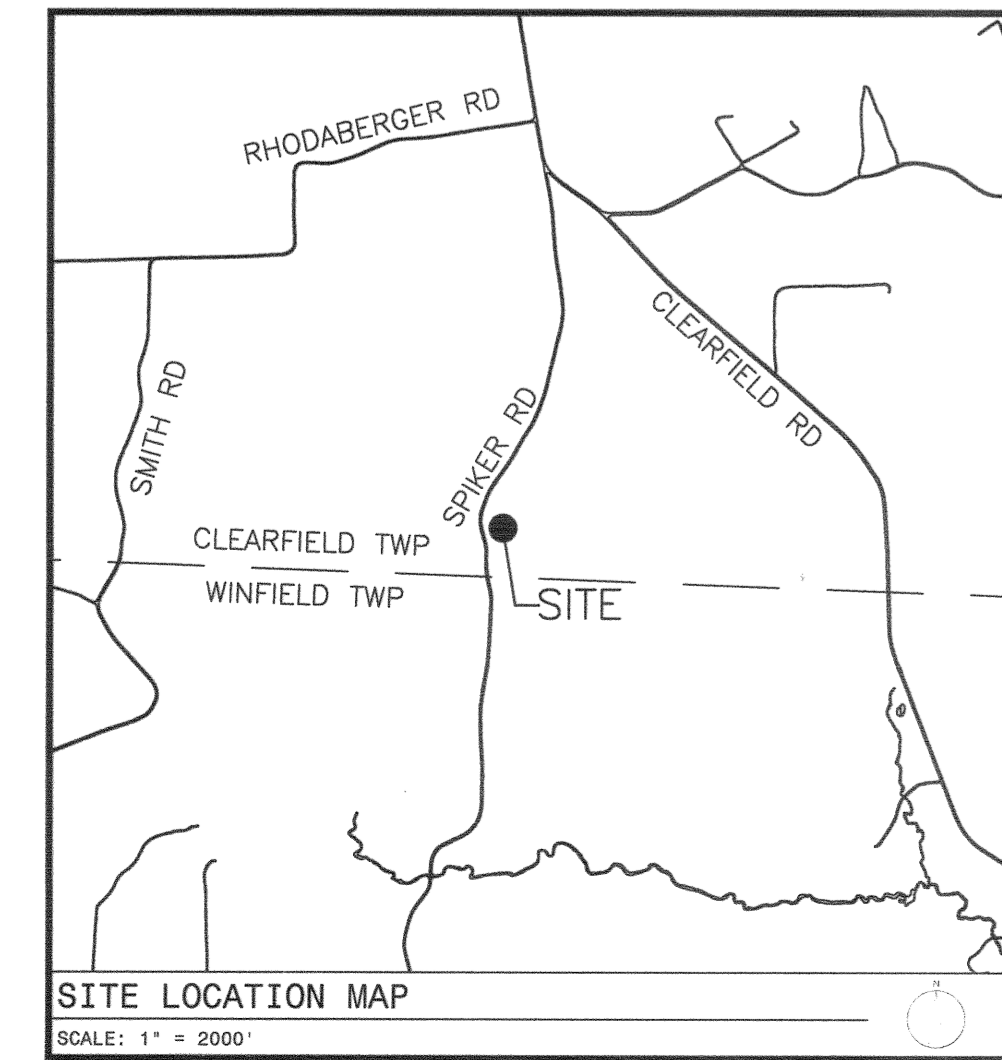 RHODABERGER RD
CLEARFIELD RD
SMITH RD
SPIKER RD
CLEARFIELD TWP
WINFIELD TWP
SITE
SITE LOCATION MAP
N
SCALE: 1" = 2000'